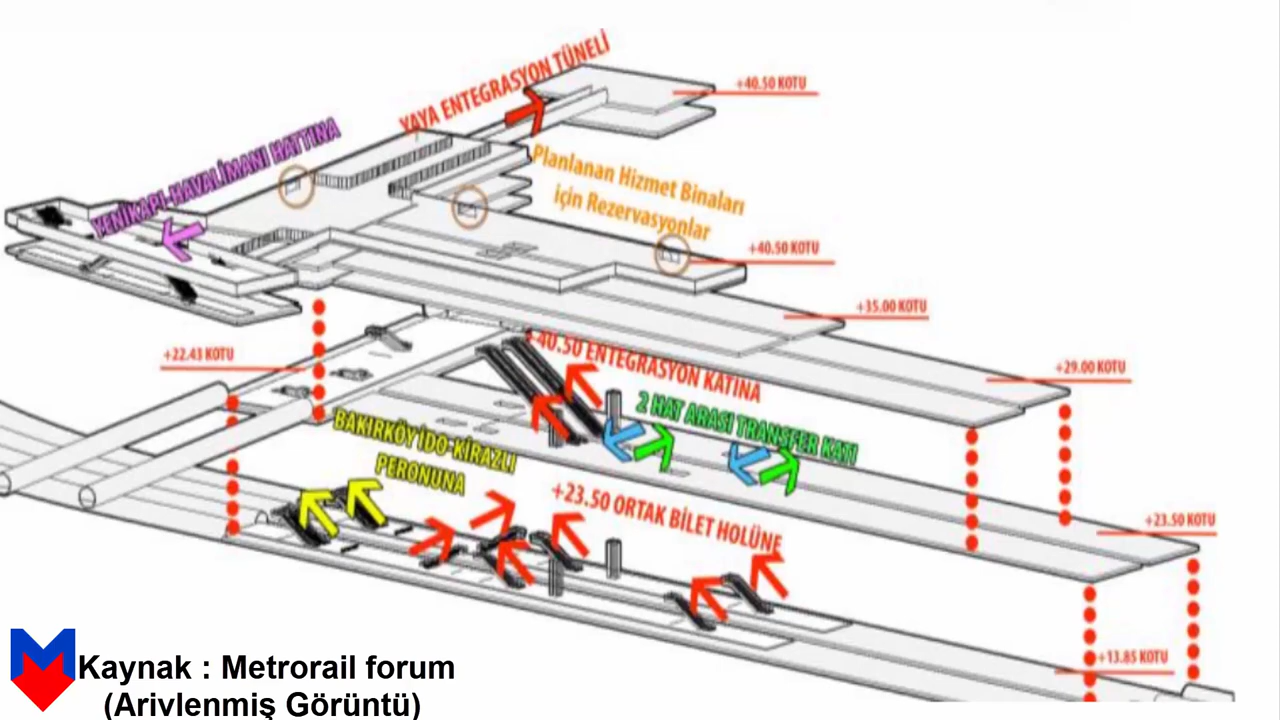 YAYA ENTEGRASYON TÜNELİ
+40.50 KOTU
YENİKAPI-HAVALİMANI HATTINA
Planlanan Hizmet Binaları
için Rezervasyonlar
+40.50 KOTU
+35.00 KOTU
+22.43 KOTU
+29.00 KOTU
+40.50 ENTEGRASYON KATINA
2 HAT ARASI TRANSFER KATI
BAKIRKÖY İDO-KİRAZLI
PERONUNA
+23.50 ORTAK BİLET HOLÜNE
+23.50 KOTU
+13.85 KOTU
Kaynak : Metrorail forum
(Arivlenmiş Görüntü)